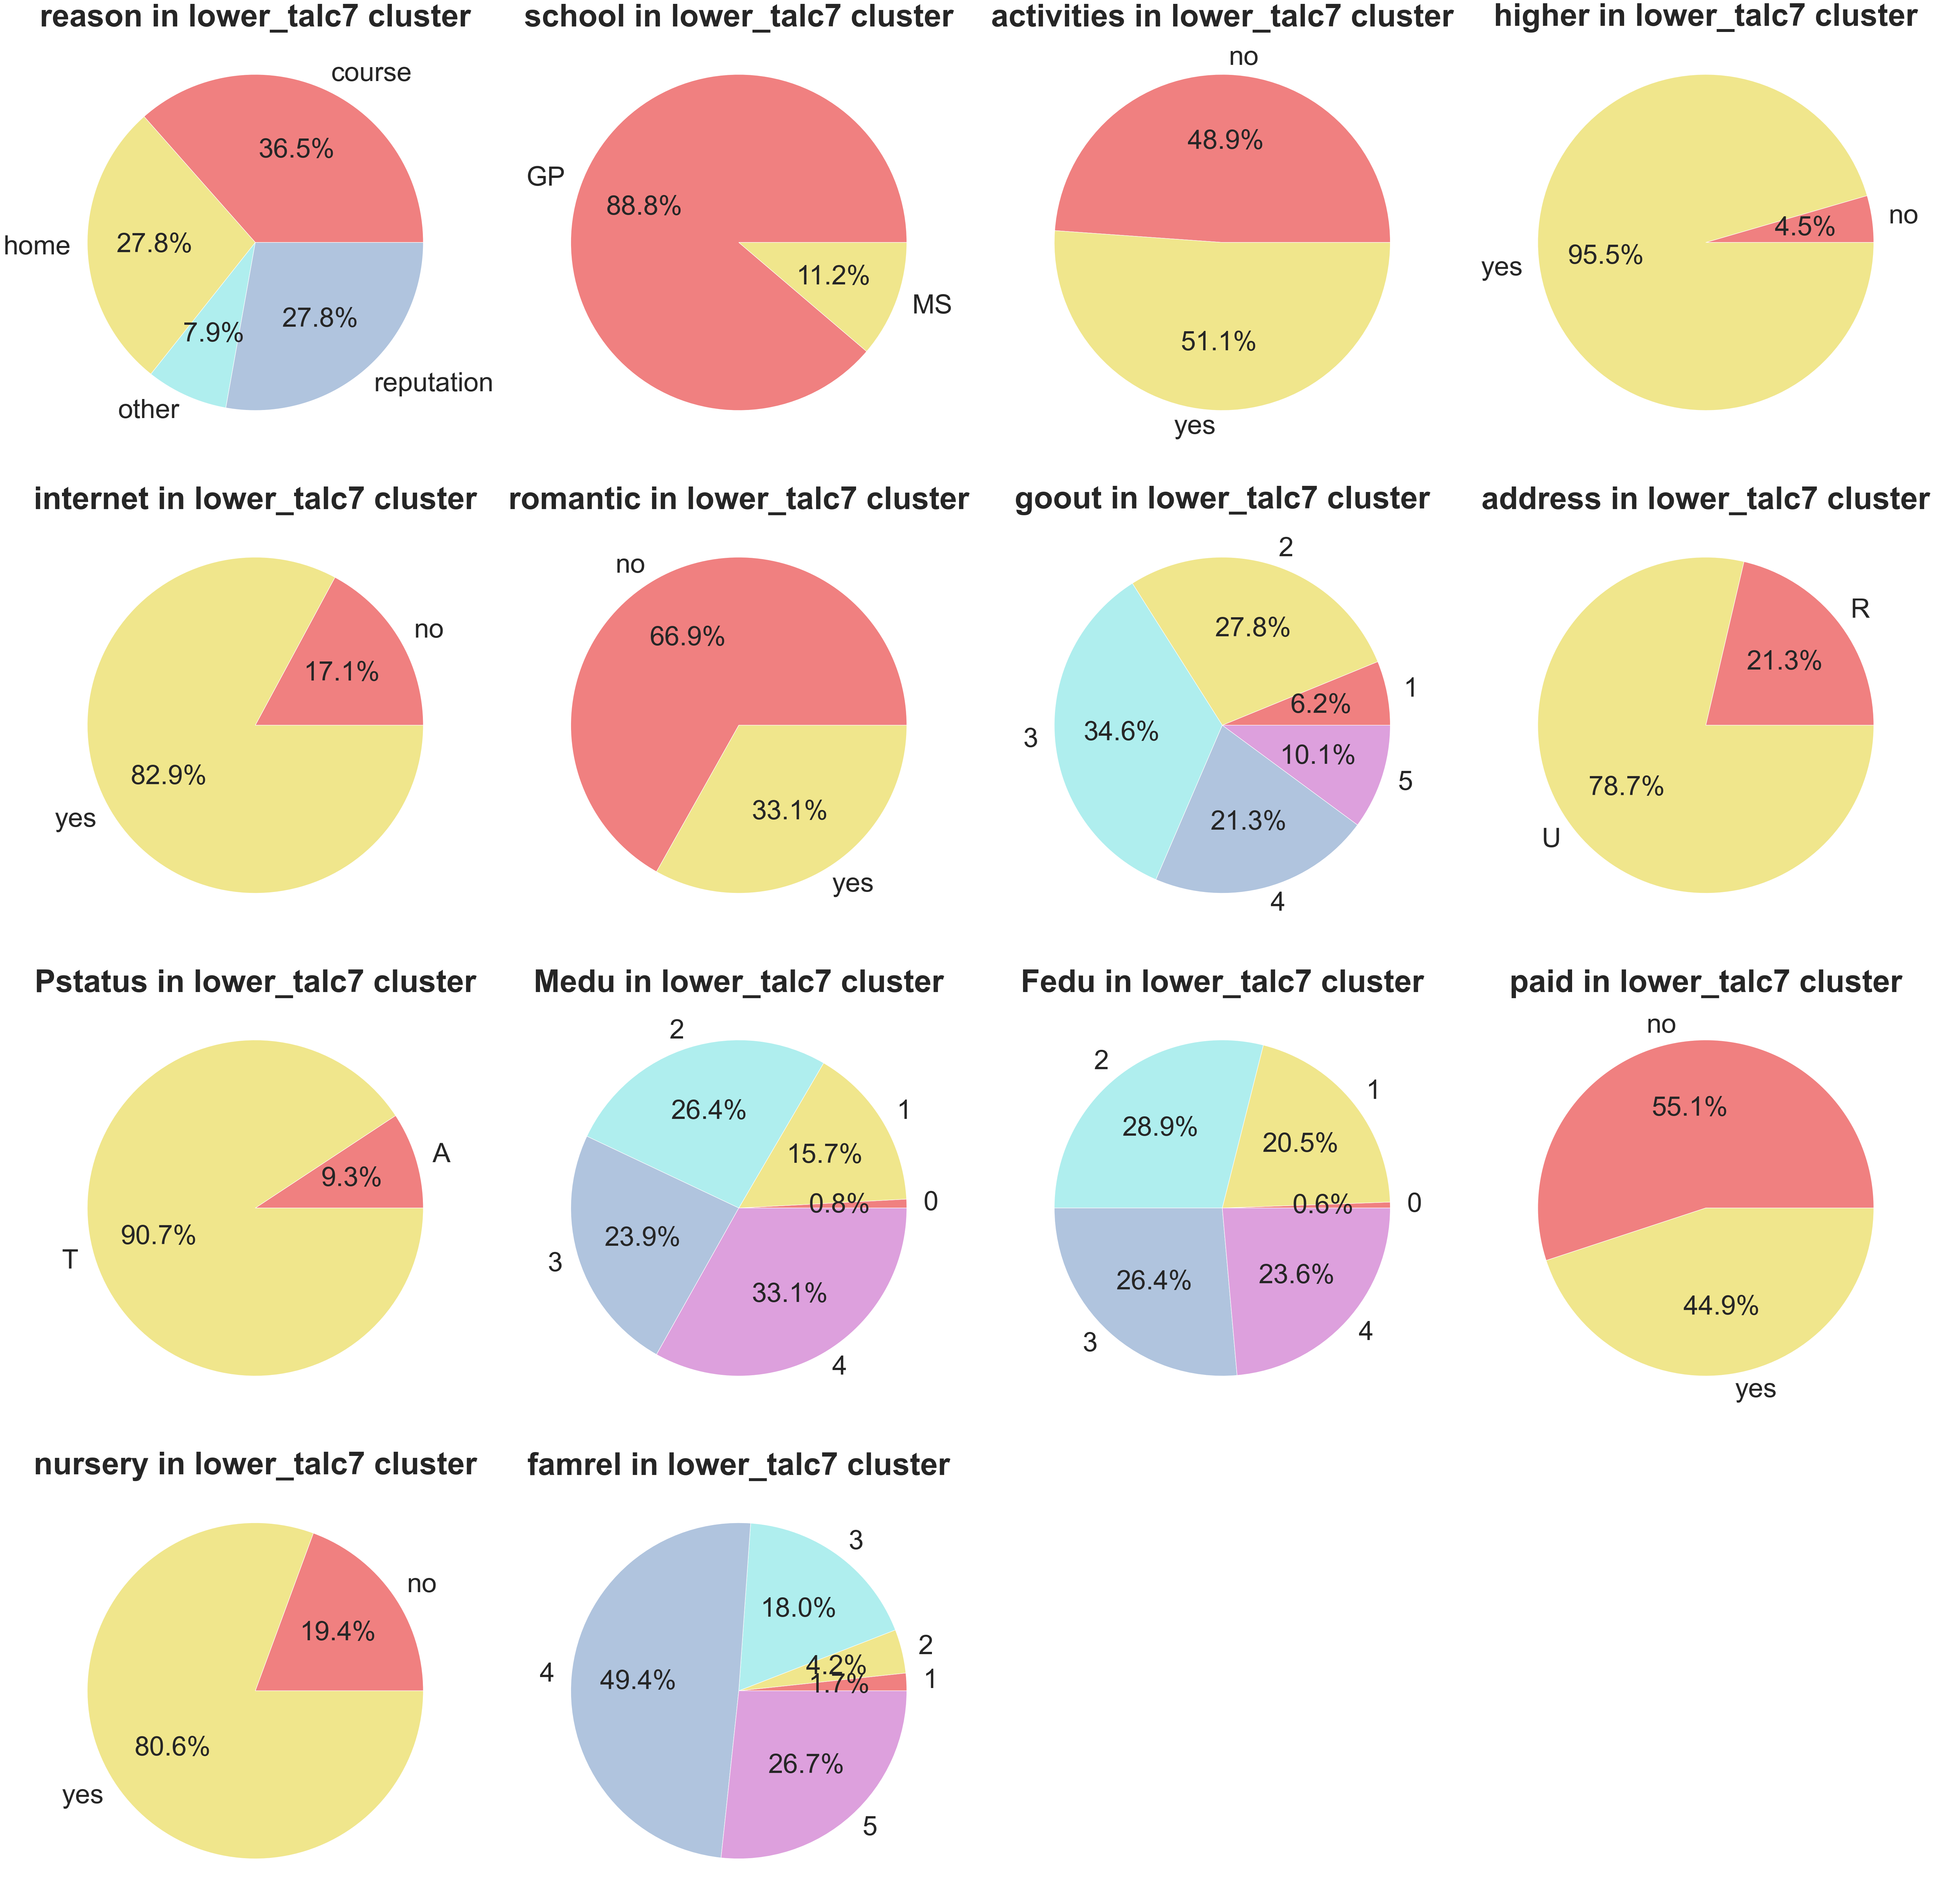 reason in lower_talc7 cluster
course
36.5%
home
27.8%
7.9%
27.8%
other
reputation
school in lower_talc7 cluster
GP
88.8%
11.2%
MS
activities in lower_talc7 cluster
no
48.9%
51.1%
yes
higher in lower_talc7 cluster
no
4.5%
95.5%
yes
internet in lower_talc7 cluster
no
17.1%
82.9%
yes
romantic in lower_talc7 cluster
no
66.9%
33.1%
yes
goout in lower_talc7 cluster
2
27.8%
1
6.2%
3
34.6%
10.1%
5
21.3%
4
address in lower_talc7 cluster
R
21.3%
78.7%
U
Pstatus in lower_talc7 cluster
A
9.3%
90.7%
T
Medu in lower_talc7 cluster
2
26.4%
1
15.7%
0.8%
0
23.9%
3
33.1%
4
Fedu in lower_talc7 cluster
2
28.9%
1
20.5%
0.6%
0
26.4%
23.6%
3
4
paid in lower_talc7 cluster
no
55.1%
44.9%
yes
nursery in lower_talc7 cluster
no
19.4%
80.6%
yes
famrel in lower_talc7 cluster
3
18.0%
2
4.2%
1.7%
1
4
49.4%
26.7%
5